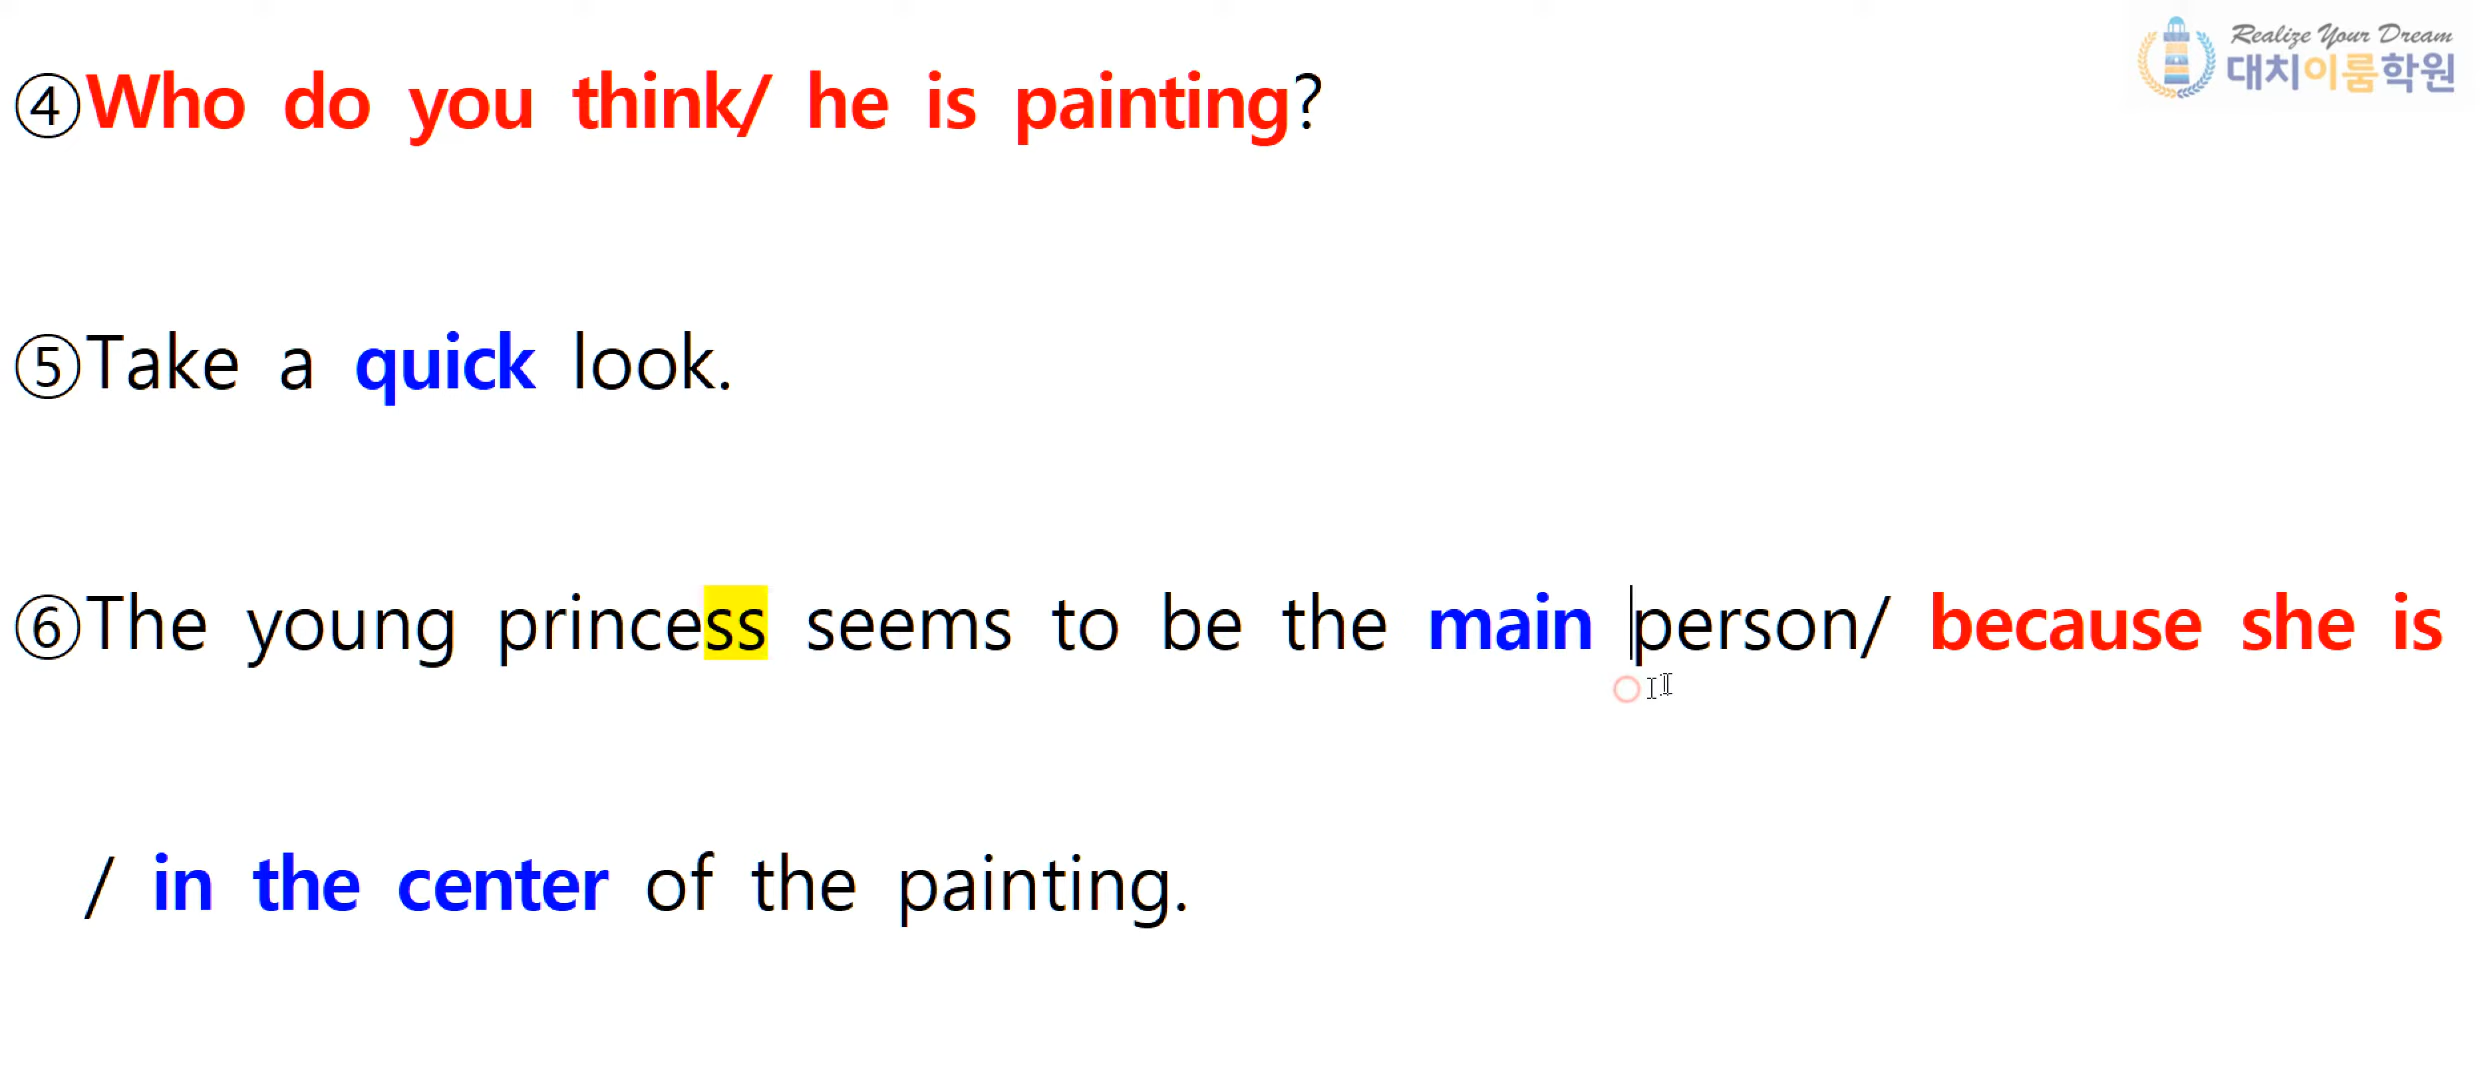 Realize Your Dream
대치이룸학원
④Who do you think/ he is painting?
⑤Take a quick look.
⑥The young princess seems to be the main person/ because she is
/ in the center of the painting.